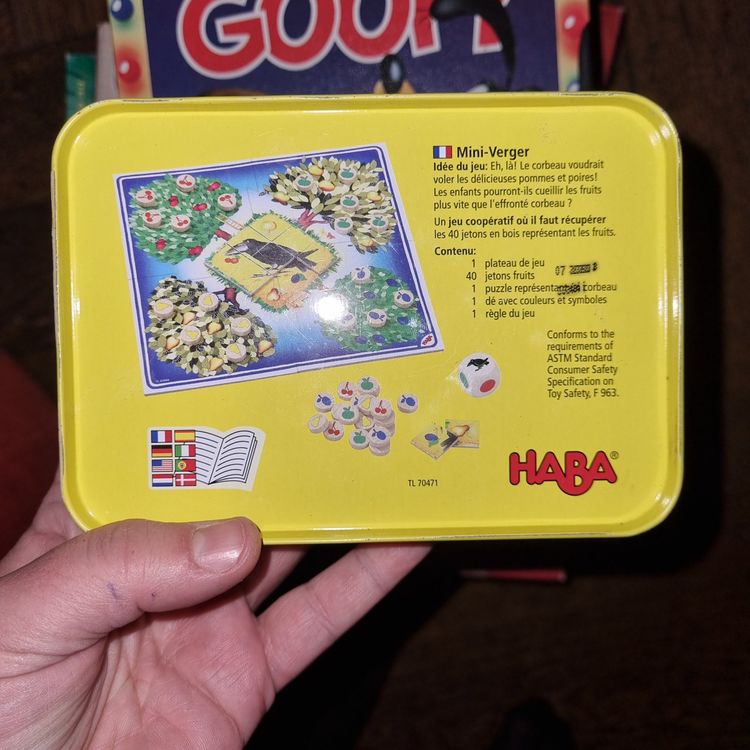 GOOFY
Mini-Verger
Idée du jeu: Eh, là! Le corbeau voudrait
voler les délicieuses pommes et poires!
Les enfants pourront-ils cueillir les fruits
plus vite que l'effronté corbeau ?
Un jeu coopératif où il faut récupérer
les 40 jetons en bois représentant les fruits.
Contenu:
1 plateau de jeu
40 jetons fruits
1 puzzle représentant le corbeau
1 dé avec couleurs et symboles
1 règle du jeu
07
Conforms to the
requirements of
ASTM Standard
Consumer Safety
Specification on
Toy Safety, F 963.
TL 70471
HABA®